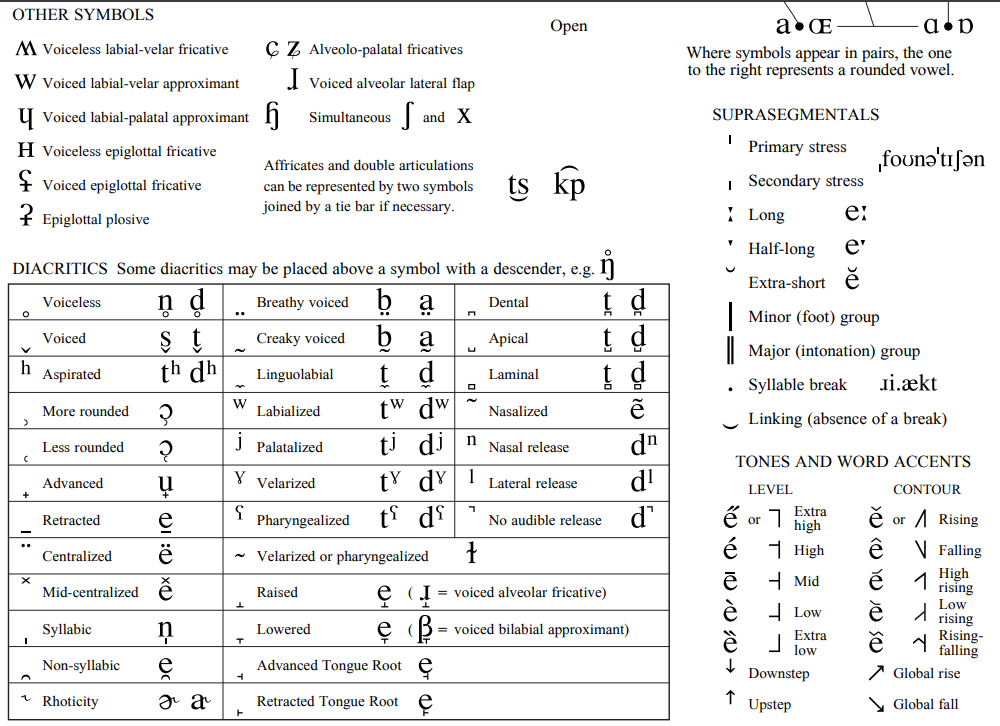 OTHER SYMBOLS
ʍ Voiceless labial-velar fricative
w Voiced labial-velar approximant
ɥ Voiced labial-palatal approximant
ʜ Voiceless epiglottal fricative
ʢ Voiced epiglottal fricative
ʡ Epiglottal plosive
ɕ ʑ Alveolo-palatal fricatives
ɺ Voiced alveolar lateral flap
ɧ Simultaneous ʃ and x
Affricates and double articulations
can be represented by two symbols
joined by a tie bar if necessary.
t͜s k͡p
Open
a • ɶ ɑ • ɒ
Where symbols appear in pairs, the one
to the right represents a rounded vowel.
DIACRITICS Some diacritics may be placed above a symbol with a descender, e.g. ŋ̊
̥ Voiceless n̥ d̥ ̤ Breathy voiced b̤ a̤ ̪ Dental t̪ d̪
̬ Voiced s̬ t̬ ̰ Creaky voiced b̰ a̰ ̺ Apical t̺ d̺
ʰ Aspirated tʰ dʰ ̼ Linguolabial t̼ d̼ ̻ Laminal t̻ d̻
̹ More rounded ɔ̹ ʷ Labialized tʷ dʷ ̃ Nasalized ẽ
̜ Less rounded ɔ̜ ʲ Palatalized tʲ dʲ ⁿ Nasal release dⁿ
̟ Advanced u̟ ˠ Velarized tˠ dˠ ˡ Lateral release dˡ
̠ Retracted e̠ ˤ Pharyngealized tˤ dˤ ̚ No audible release d̚
̈ Centralized ë ̴ Velarized or pharyngealized ɫ
̽ Mid-centralized e̽ ̝ Raised e̝ ( ɹ̝ = voiced alveolar fricative)
̩ Syllabic n̩ ̞ Lowered e̞ ( β̞ = voiced bilabial approximant)
̯ Non-syllabic e̯ ̘ Advanced Tongue Root e̘
˞ Rhoticity ɚ a˞ ̙ Retracted Tongue Root e̙
SUPRASEGMENTALS
ˈ Primary stress
ˌfoʊnəˈtɪʃən
ˌ Secondary stress
ː Long eː
ˑ Half-long eˑ
̆ Extra-short ĕ
| Minor (foot) group
‖ Major (intonation) group
. Syllable break ɹi.ækt
‿ Linking (absence of a break)
TONES AND WORD ACCENTS
LEVEL CONTOUR
e̋ or ˥ Extra high
é ˦ High
ē ˧ Mid
è ˨ Low
ȅ ˩ Extra low
ꜜ Downstep
ꜛ Upstep
ě or ˩˥ Rising
ê ˥˩ Falling
e᷄ ˦˥ High rising
e᷅ ˩˨ Low rising
e᷈ ˧˦˧ Rising-falling
↗ Global rise
↘ Global fall